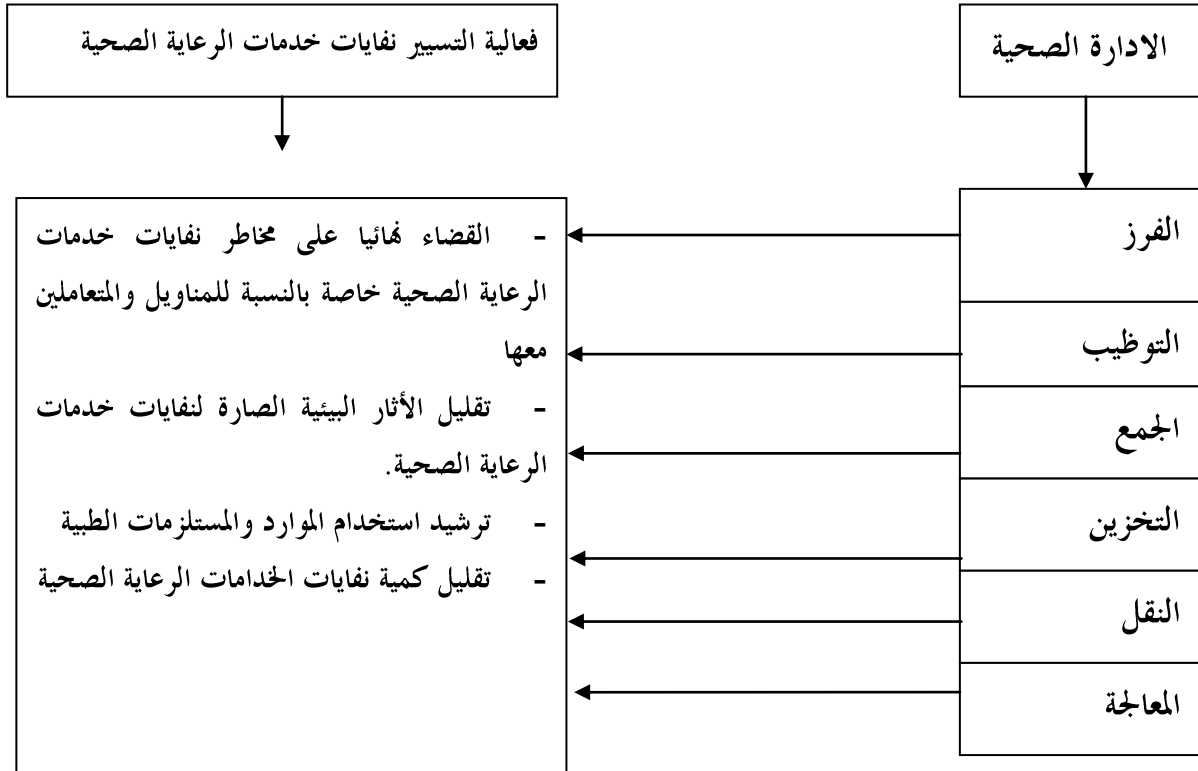 الادارة الصحية
فعالية التسيير نفايات خدمات الرعاية الصحية
الفرز
التوظيب
الجمع
التخزين
النقل
المعالجة
- القضاء نهائيا على مخاطر نفايات خدمات
الرعاية الصحية خاصة بالنسبة للمناويل والمتعاملين
معها
- تقليل الأثار البيئية الصارة لنفايات خدمات
الرعاية الصحية.
- ترشيد استخدام الموارد والمستلزمات الطبية
- تقليل كمية نفايات الخدامات الرعاية الصحية